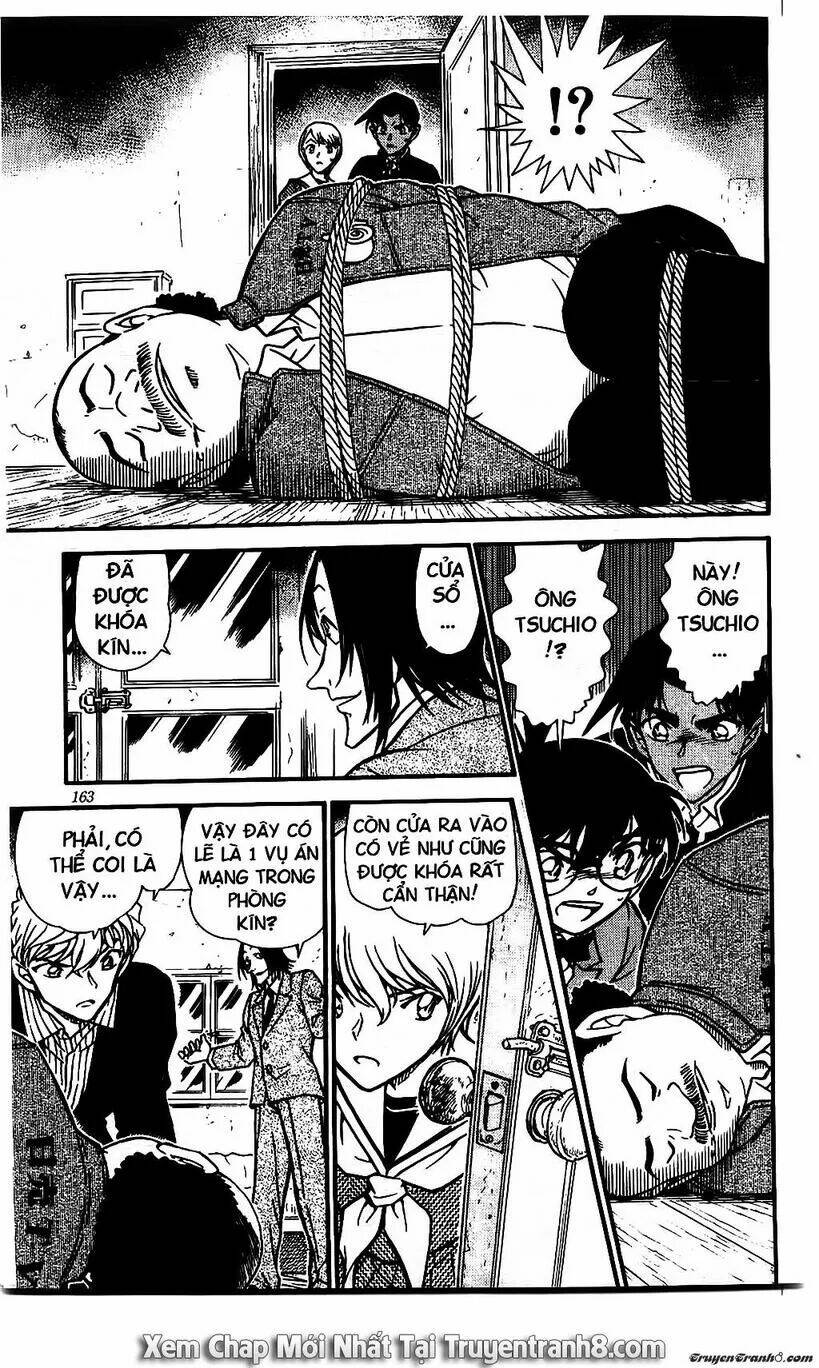 !?
NÀY!
ÔNG
TSUCHIO
...
ÔNG
TSUCHIO
!?
CỬA
SỔ
...
ĐÃ
ĐƯỢC
KHÓA
KÍN...
163
CÒN CỬA RA VÀO
CÓ VẺ NHƯ CŨNG
ĐƯỢC KHÓA RẤT
CẨN THẬN!
VẬY ĐÂY CÓ
LẼ LÀ 1 VỤ ÁN
MẠNG TRONG
PHÒNG
KÍN?
PHẢI, CÓ
THỂ COI LÀ
VẬY...
Xem Chap Mới Nhất Tại Truyentranh8.com
TruyenTranh8.com